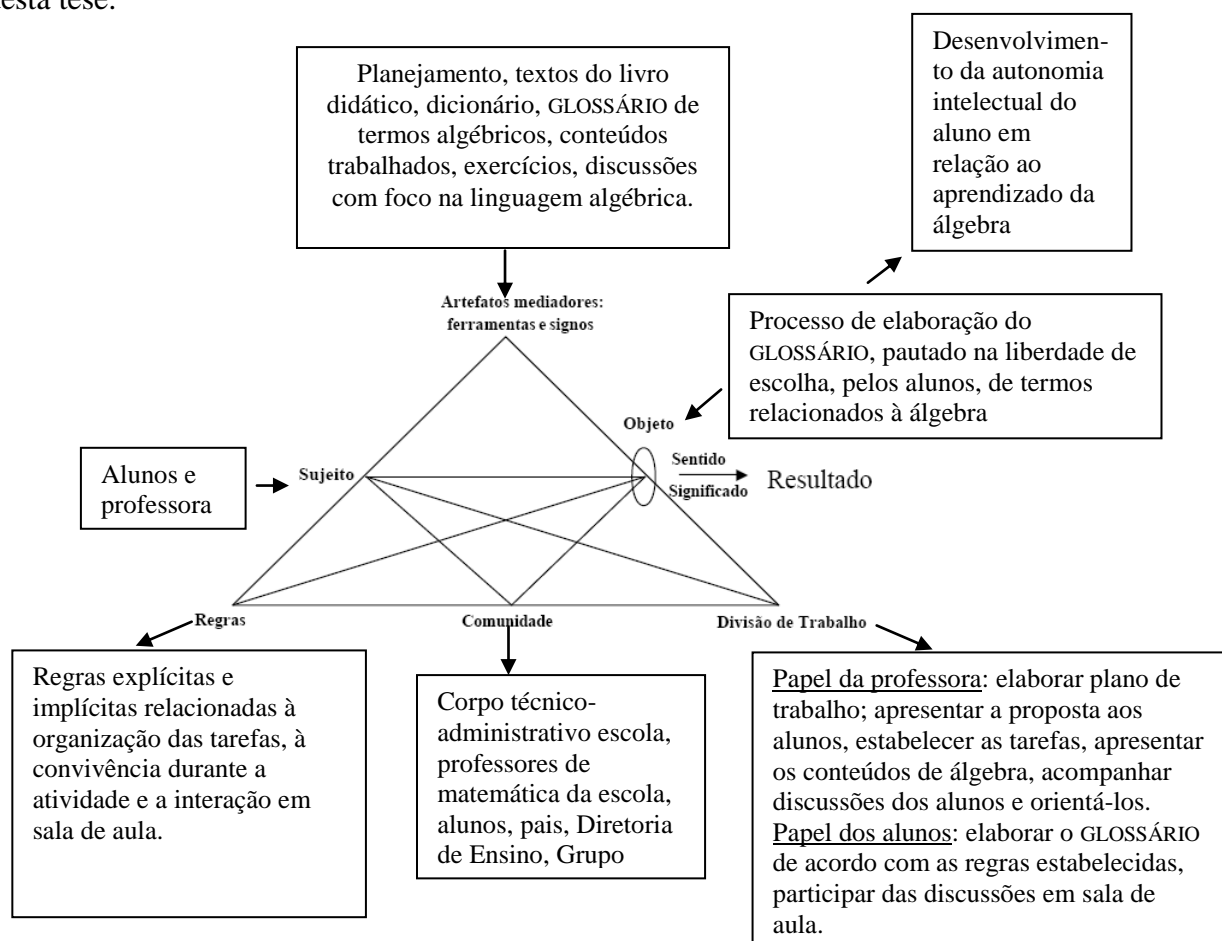 desta tese.
Planejamento, textos do livro
didático, dicionário, GLOSSÁRIO de
termos algébricos, conteúdos
trabalhados, exercícios, discussões
com foco na linguagem algébrica.
Desenvolvimen-
to da autonomia
intelectual do
aluno em
relação ao
aprendizado da
álgebra
Artefatos mediadores:
ferramentas e signos
Processo de elaboração do
GLOSSÁRIO, pautado na liberdade de
escolha, pelos alunos, de termos
relacionados à álgebra
Objeto
Alunos e
professora
Sujeito
Sentido
Significado
Resultado
Regras
Comunidade
Divisão de Trabalho
Regras explícitas e
implícitas relacionadas à
organização das tarefas, à
convivência durante a
atividade e a interação em
sala de aula.
Corpo técnico-
administrativo escola,
professores de
matemática da escola,
alunos, pais, Diretoria
de Ensino, Grupo
Papel da professora: elaborar plano de
trabalho; apresentar a proposta aos
alunos, estabelecer as tarefas, apresentar
os conteúdos de álgebra, acompanhar
discussões dos alunos e orientá-los.
Papel dos alunos: elaborar o GLOSSÁRIO
de acordo com as regras estabelecidas,
participar das discussões em sala de
aula.